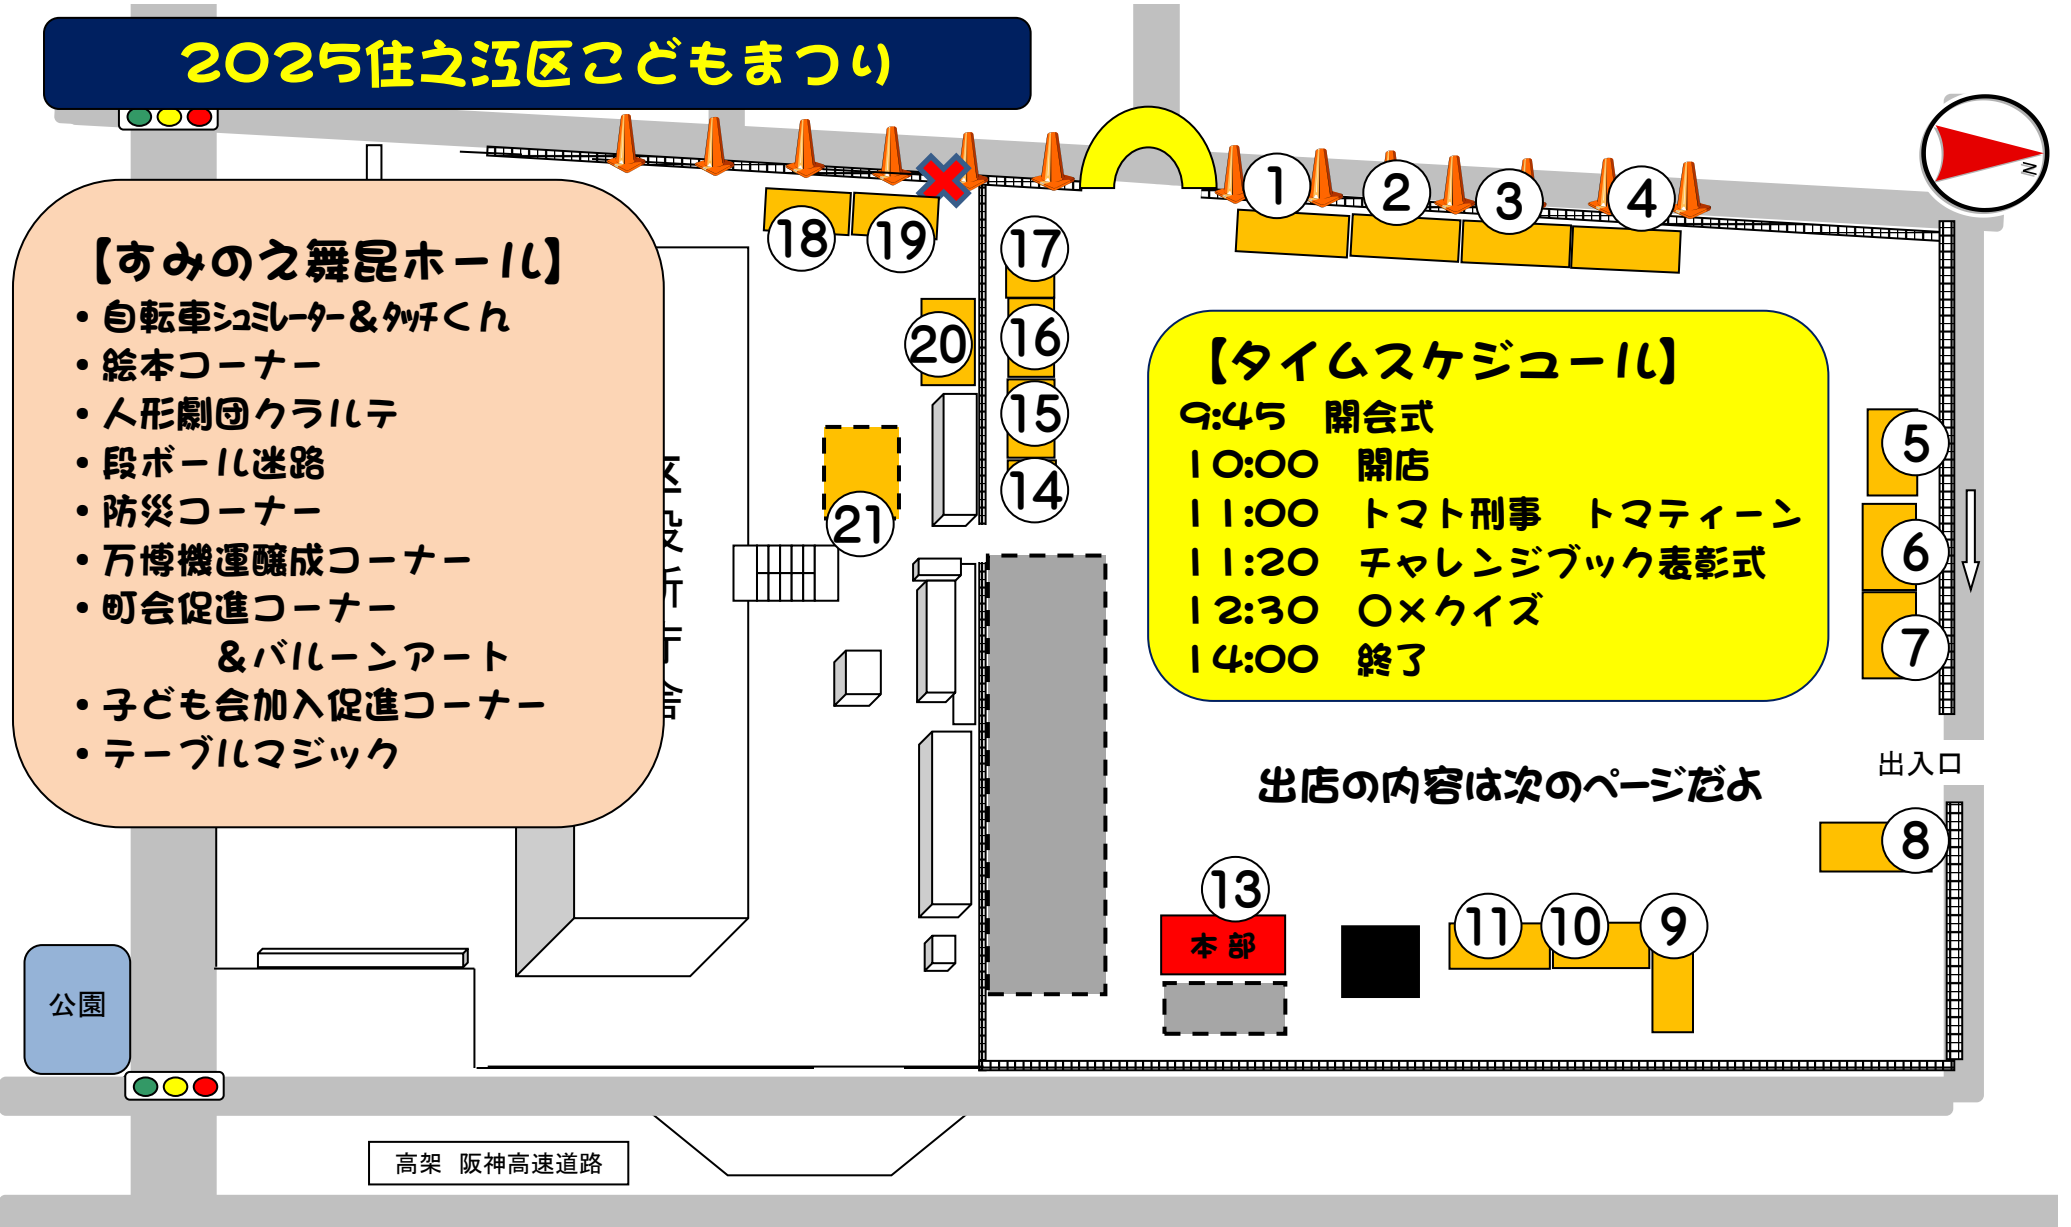 2025住之江区こどもまつり
N
【すみのえ舞昆ホール】
・自転車シュミレーター＆タッチくん
・絵本コーナー
・人形劇団クラルテ
・段ボール迷路
・防災コーナー
・万博機運醸成コーナー
・町会促進コーナー
＆バルーンアート
・子ども会加入促進コーナー
・テーブルマジック
【タイムスケジュール】
9:45　開会式
10:00　開店
11:00　トマト刑事　トマティーン
11:20　チャレンジブック表彰式
12:30　〇×クイズ
14:00　終了
1
2
3
4
5
6
7
8
9
10
11
13
14
15
16
17
18
19
20
21
出入口
出店の内容は次のページだよ
本部
公園
高架　阪神高速道路